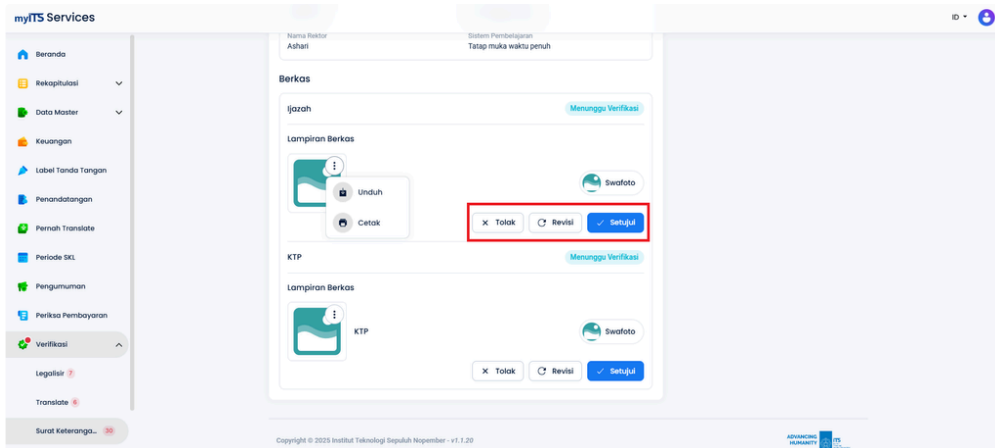 myITS Services
ID
Beranda
Rekapitulasi
Data Master
Keuangan
Label Tanda Tangan
Penandatangan
Pernah Translate
Periode SKL
Pengumuman
Periksa Pembayaran
Verifikasi
Legalisir 7
Translate 6
Surat Keteranga... 30
Nama Rektor
Sistem Pembelajaran
Ashari
Tatap muka waktu penuh
Berkas
Ijazah
Menunggu Verifikasi
Lampiran Berkas
Unduh
Cetak
Swafoto
Tolak
Revisi
Setujui
KTP
Menunggu Verifikasi
Lampiran Berkas
KTP
Swafoto
Tolak
Revisi
Setujui
Copyright © 2025 Institut Teknologi Sepuluh Nopember - v1.1.20
ADVANCING
HUMANITY
ITS